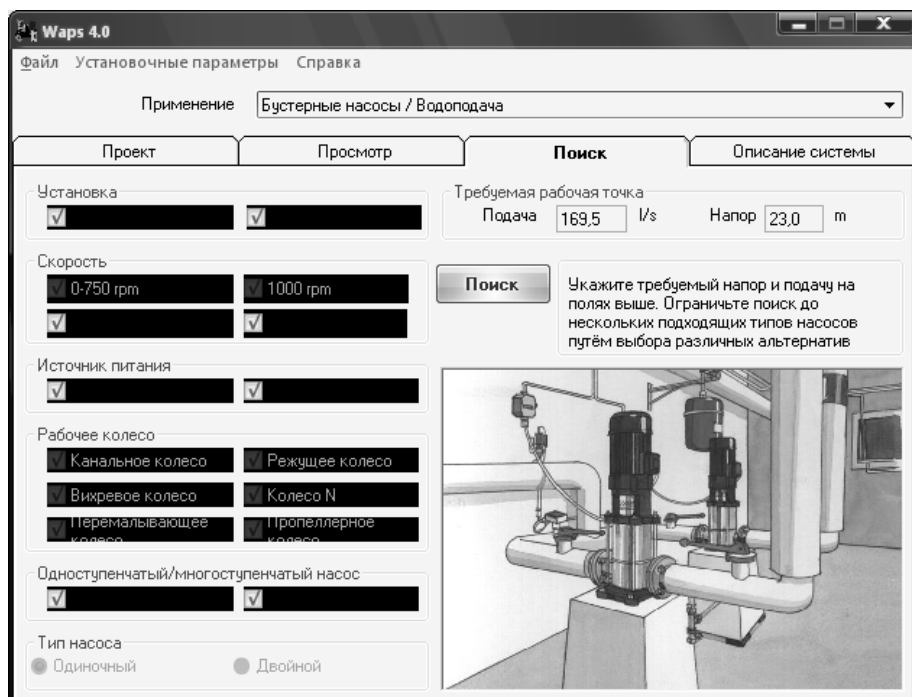 Waps 4.0
Файл Установочные параметры Справка
Применение Бустерные насосы / Водоподача
Проект Просмотр Поиск Описание системы
Установка
Требуемая рабочая точка
Подача 169,5 l/s Напор 23,0 m
Скорость
0-750 rpm 1000 rpm
Поиск
Укажите требуемый напор и подачу на
полях выше. Ограничьте поиск до
нескольких подходящих типов насосов
путём выбора различных альтернатив
Источник питания
Рабочее колесо
Канальное колесо Режущее колесо
Вихревое колесо Колесо N
Перемалывающее колесо Пропеллерное колесо
Одноступенчатый/многоступенчатый насос
Тип насоса
Одиночный Двойной